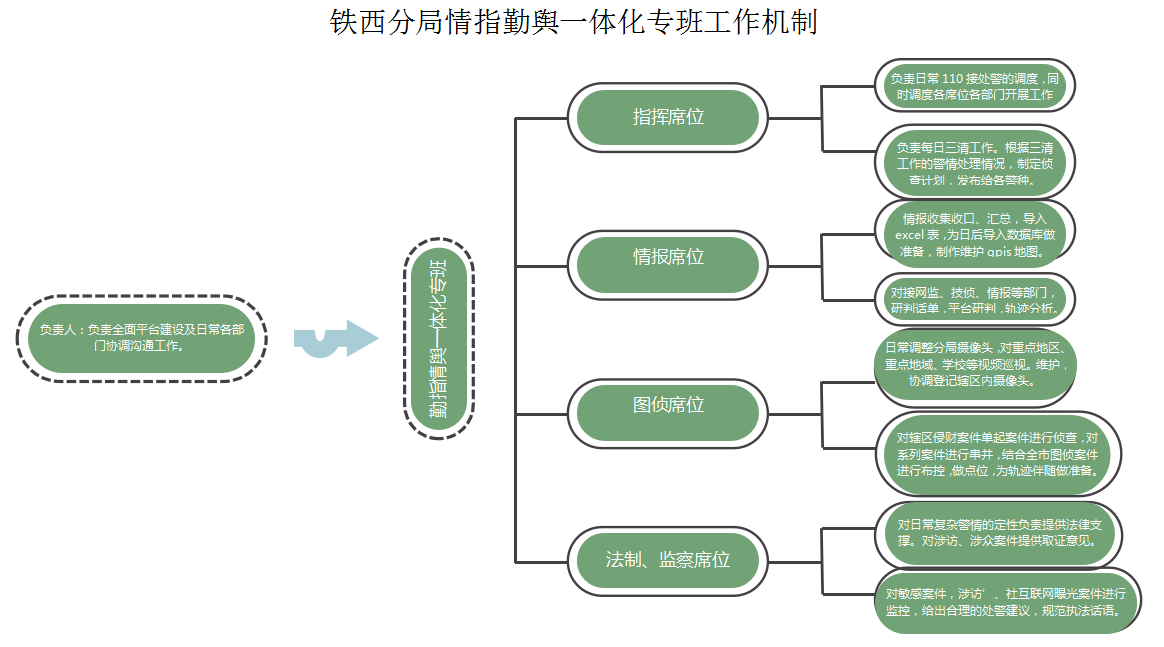 铁西分局情指勤舆一体化专班工作机制
负责人：负责全面平台建设及日常各部
门协调沟通工作。
勤指情舆一体化专班
指挥席位
负责日常110接处警的调度，同
时调度各席位各部门开展工作
负责每日三清工作。根据三清
工作的警情处理情况，制定侦
查计划，发布给各警种。
情报席位
情报收集收口、汇总，导入
excel表，为日后导入数据库做
准备，制作维护qpis地图。
对接网监、技侦、情报等部门，
研判话单，平台研判，轨迹分析。
图侦席位
日常调整分局摄像头，对重点地区、
重点地域、学校等视频巡视。维护，
协调登记辖区内摄像头。
对辖区侵财案件单起案件进行侦查，对
系列案件进行串并，结合全市图侦案件
进行布控，做点位，为轨迹伴随做准备。
法制、监察席位
对日常复杂警情的定性负责提供法律支
撑。对涉访、涉众案件提供取证意见。
对敏感案件，涉访’、社互联网曝光案件进行
监控，给出合理的处警建议，规范执法话语。